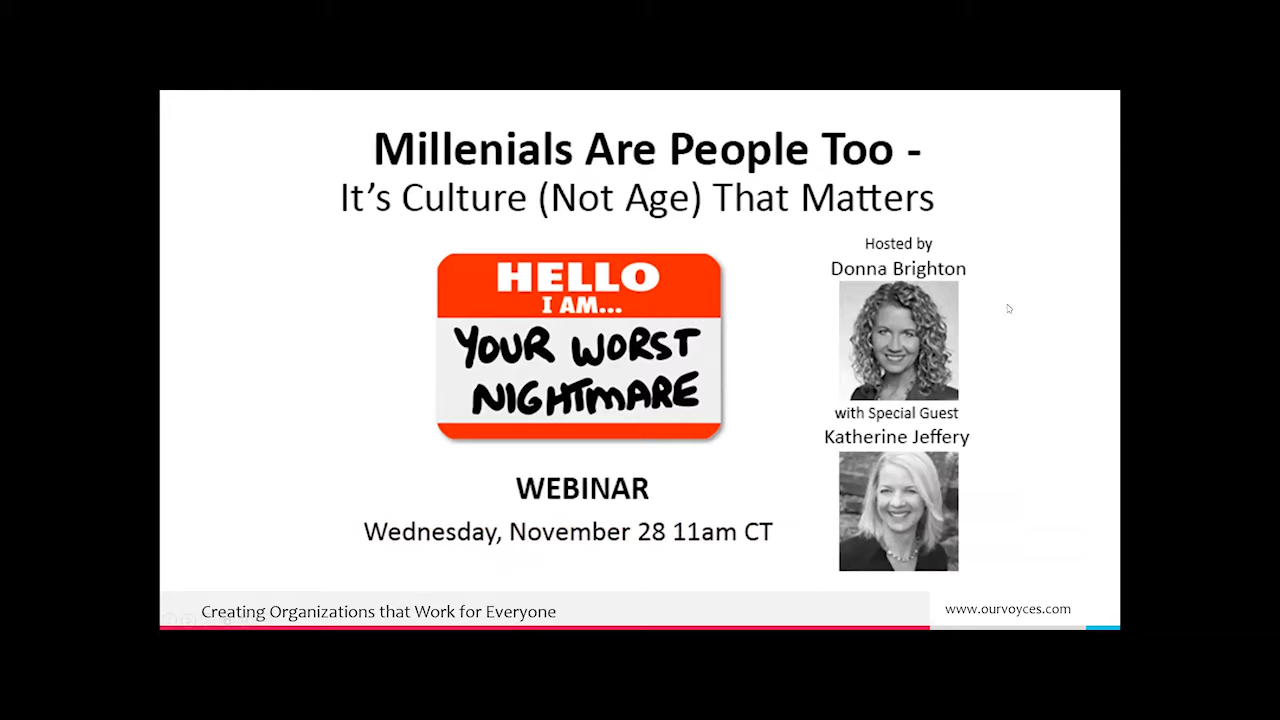 Millenials Are People Too -
It's Culture (Not Age) That Matters
HELLO
I AM...
YOUR WORST
NIGHTMARE
Hosted by
Donna Brighton
with Special Guest
Katherine Jeffery
WEBINAR
Wednesday, November 28 11am CT
Creating Organizations that Work for Everyone
www.ourvoyces.com